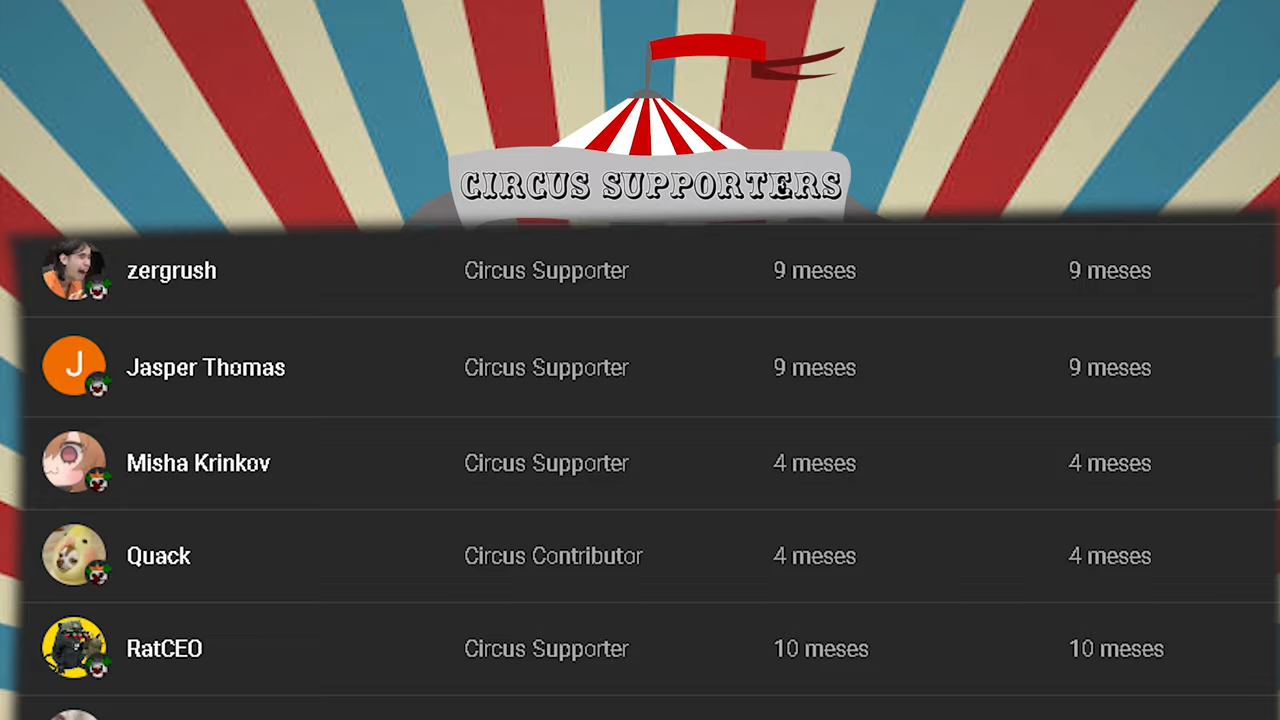 CIRCUS SUPPORTERS
zergrush Circus Supporter 9 meses 9 meses
J
Jasper Thomas Circus Supporter 9 meses 9 meses
Misha Krinkov Circus Supporter 4 meses 4 meses
Quack Circus Contributor 4 meses 4 meses
RatCEO Circus Supporter 10 meses 10 meses